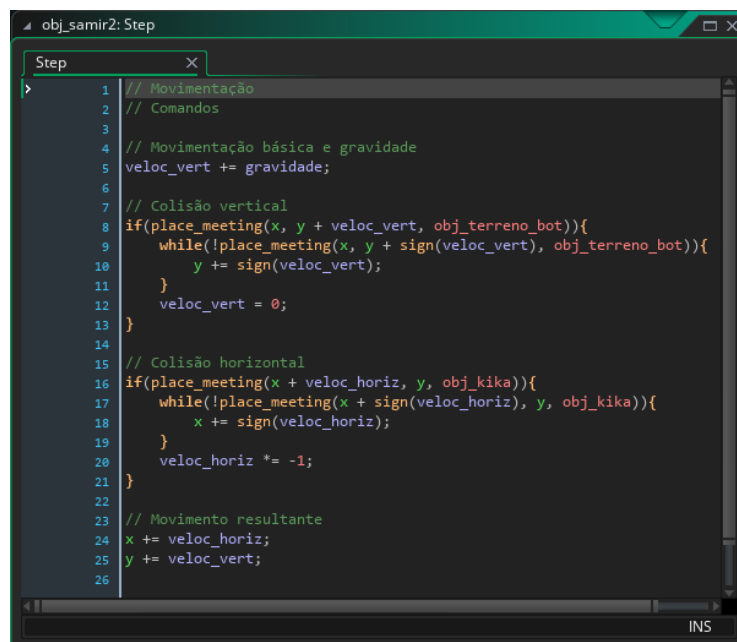 obj_samir2: Step
Step
1 // Movimentação
2 // Comandos
3
4 // Movimentação básica e gravidade
5 veloc_vert += gravidade;
6
7 // Colisão vertical
8 if(place_meeting(x, y + veloc_vert, obj_terreno_bot)){
9     while(!place_meeting(x, y + sign(veloc_vert), obj_terreno_bot)){
10         y += sign(veloc_vert);
11     }
12     veloc_vert = 0;
13 }
14
15 // Colisão horizontal
16 if(place_meeting(x + veloc_horiz, y, obj_kika)){
17     while(!place_meeting(x + sign(veloc_horiz), y, obj_kika)){
18         x += sign(veloc_horiz);
19     }
20     veloc_horiz *= -1;
21 }
22
23 // Movimento resultante
24 x += veloc_horiz;
25 y += veloc_vert;
26
INS